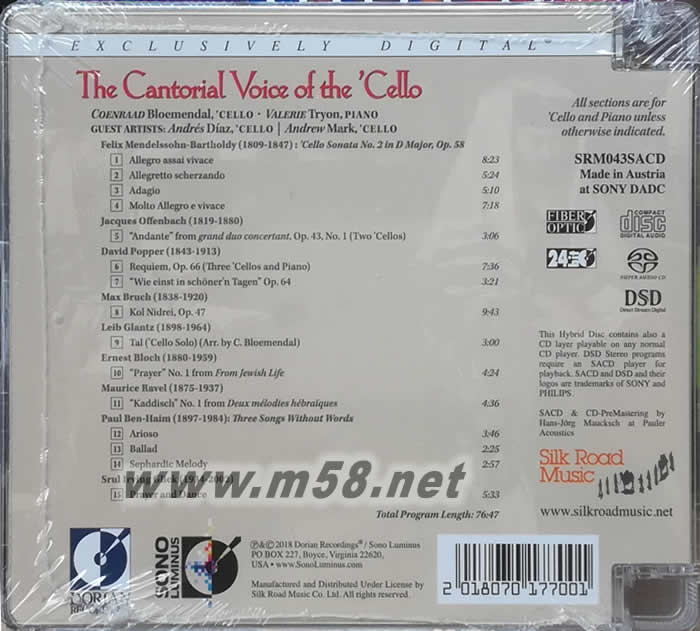 EXCLUSIVELY DIGITAL®
The Cantorial Voice of the 'Cello
COENRAAD Bloemendal, 'CELLO · VALERIE Tryon, PIANO
GUEST ARTISTS: Andrés Díaz, 'CELLO | Andrew Mark, 'CELLO
Felix Mendelssohn-Bartholdy (1809-1847) : 'Cello Sonata No. 2 in D Major, Op. 58
1 Allegro assai vivace 8:23
2 Allegretto scherzando 5:24
3 Adagio 5:10
4 Molto Allegro e vivace 7:18
Jacques Offenbach (1819-1880)
5 "Andante" from grand duo concertant, Op. 43, No. 1 (Two 'Cellos) 3:06
David Popper (1843-1913)
6 Requiem, Op. 66 (Three 'Cellos and Piano) 7:36
7 "Wie einst in schöner'n Tagen" Op. 64 3:21
Max Bruch (1838-1920)
8 Kol Nidrei, Op. 47 9:43
Leib Glantz (1898-1964)
9 Tal ('Cello Solo) (Arr. by C. Bloemendal) 3:00
Ernest Bloch (1880-1959)
10 "Prayer" No. 1 from From Jewish Life 4:24
Maurice Ravel (1875-1937)
11 "Kaddisch" No. 1 from Deux mélodies hébraïques 4:36
Paul Ben-Haim (1897-1984): Three Songs Without Words
12 Arioso 3:46
13 Ballad 2:25
14 Sephardic Melody 2:57
Srul Irving Glick (1934-2002)
15 Prayer and Dance 5:33
Total Program Length: 76:47
www.m58.net
All sections are for
'Cello and Piano unless
otherwise indicated.
SRM043SACD
Made in Austria
at SONY DADC
FIBER
OPTIC
COMPACT
disc
DIGITAL AUDIO
24
SUPER AUDIO CD
DSD
Direct Stream Digital
This Hybrid Disc contains also a
CD layer playable on any normal
CD player. DSD Stereo programs
require an SACD player for
playback. SACD and DSD and their
logos are trademarks of SONY and
PHILIPS.
SACD & CD-PreMastering by
Hans-Jörg Maucksch at Pauler
Acoustics
Silk Road
Music
www.silkroadmusic.net
DORIAN
RECORDINGS
SONO
LUMINUS
℗&© 2018 Dorian Recordings® / Sono Luminus
PO BOX 227, Boyce, Virginia 22620,
USA • www.SonoLuminus.com
Manufactured and Distributed Under License by
Silk Road Music Co. Ltd. All rights reserved.
2 018070 177001